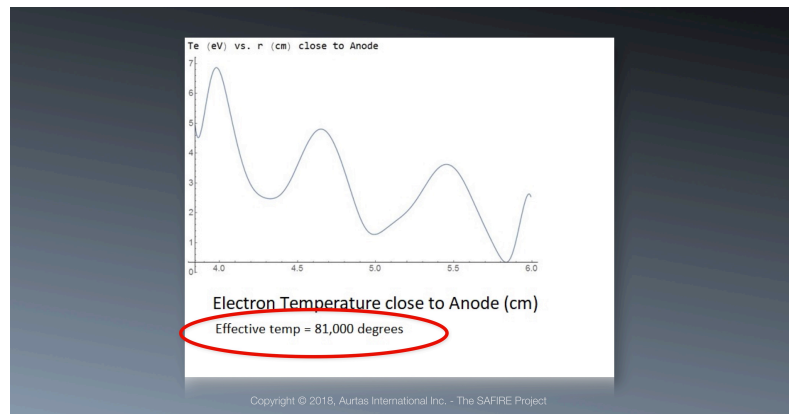 Te (eV) vs. r (cm) close to Anode
7
6
5
4
3
2
1
0
4.0 4.5 5.0 5.5 6.0
Electron Temperature close to Anode (cm)
Effective temp = 81,000 degrees
Copyright © 2018, Aurtas International Inc. - The SAFIRE Project